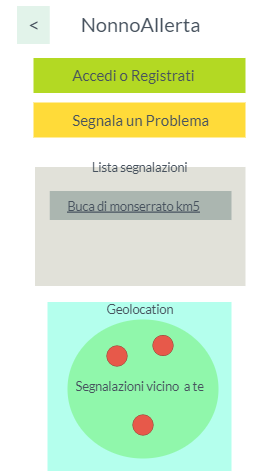 < NonnoAllerta
Accedi o Registrati
Segnala un Problema
Lista segnalazioni
Buca di monserrato km5
Geolocation
Segnalazioni vicino a te